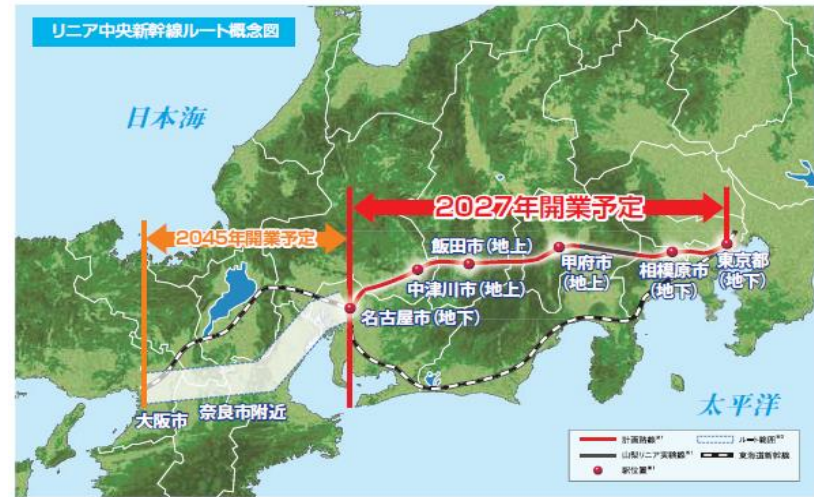 リニア中央新幹線ルート概念図
日本海
2027年開業予定
2045年開業予定
飯田市(地上)
中津川市(地上)
名古屋市(地下)
甲府市
(地上)
相模原市
(地下)
東京都
(地下)
大阪市
奈良市附近
太平洋
計画路線
ルート範囲
山梨リニア実験線
東海道新幹線
駅位置